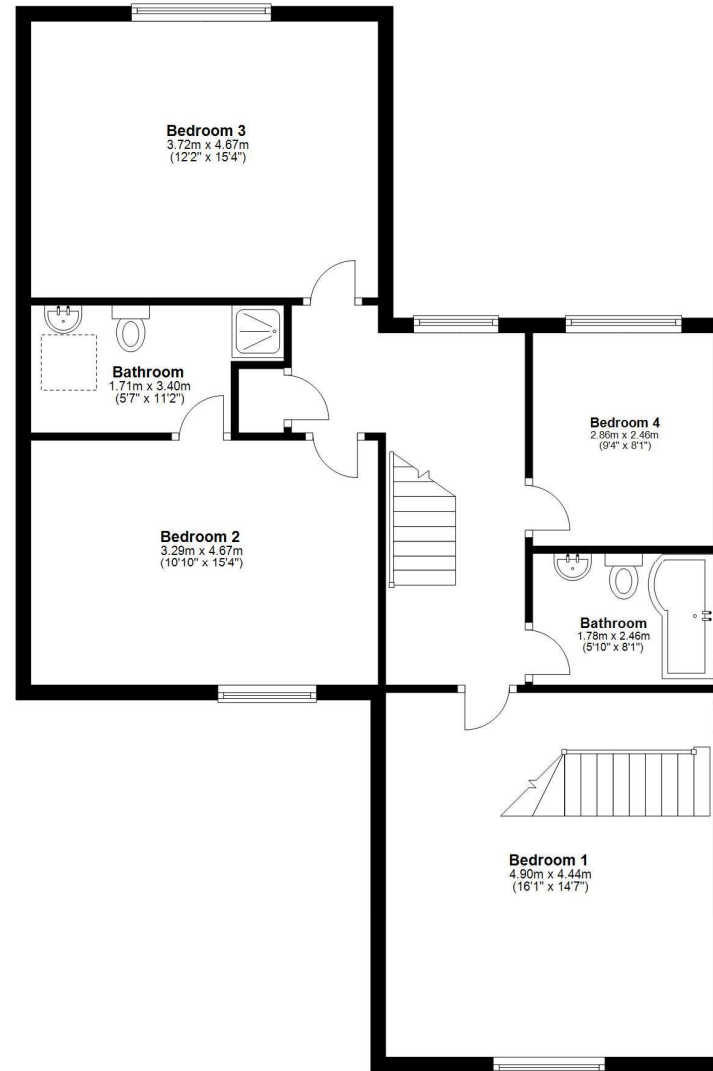 Bedroom 3
3.72m x 4.67m
(12'2" x 15'4")
Bathroom
1.71m x 3.40m
(5'7" x 11'2")
Bedroom 4
2.86m x 2.46m
(9'4" x 8'1")
Bedroom 2
3.29m x 4.67m
(10'10" x 15'4")
Bathroom
1.78m x 2.46m
(5'10" x 8'1")
Bedroom 1
4.90m x 4.44m
(16'1" x 14'7")